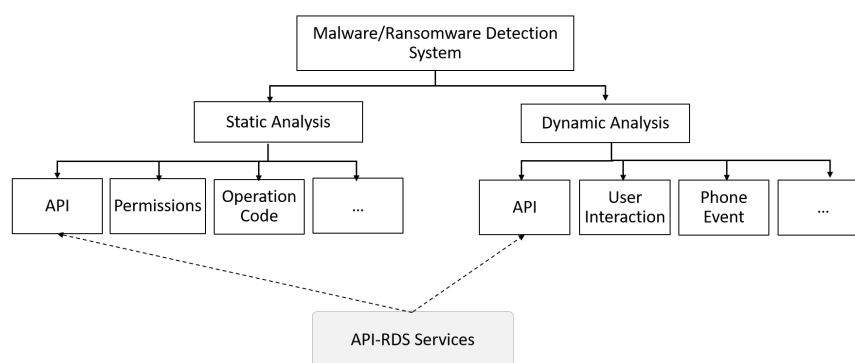 Malware/Ransomware Detection
System
Static Analysis
Dynamic Analysis
API
Permissions
Operation
Code
...
API
User
Interaction
Phone
Event
...
API-RDS Services